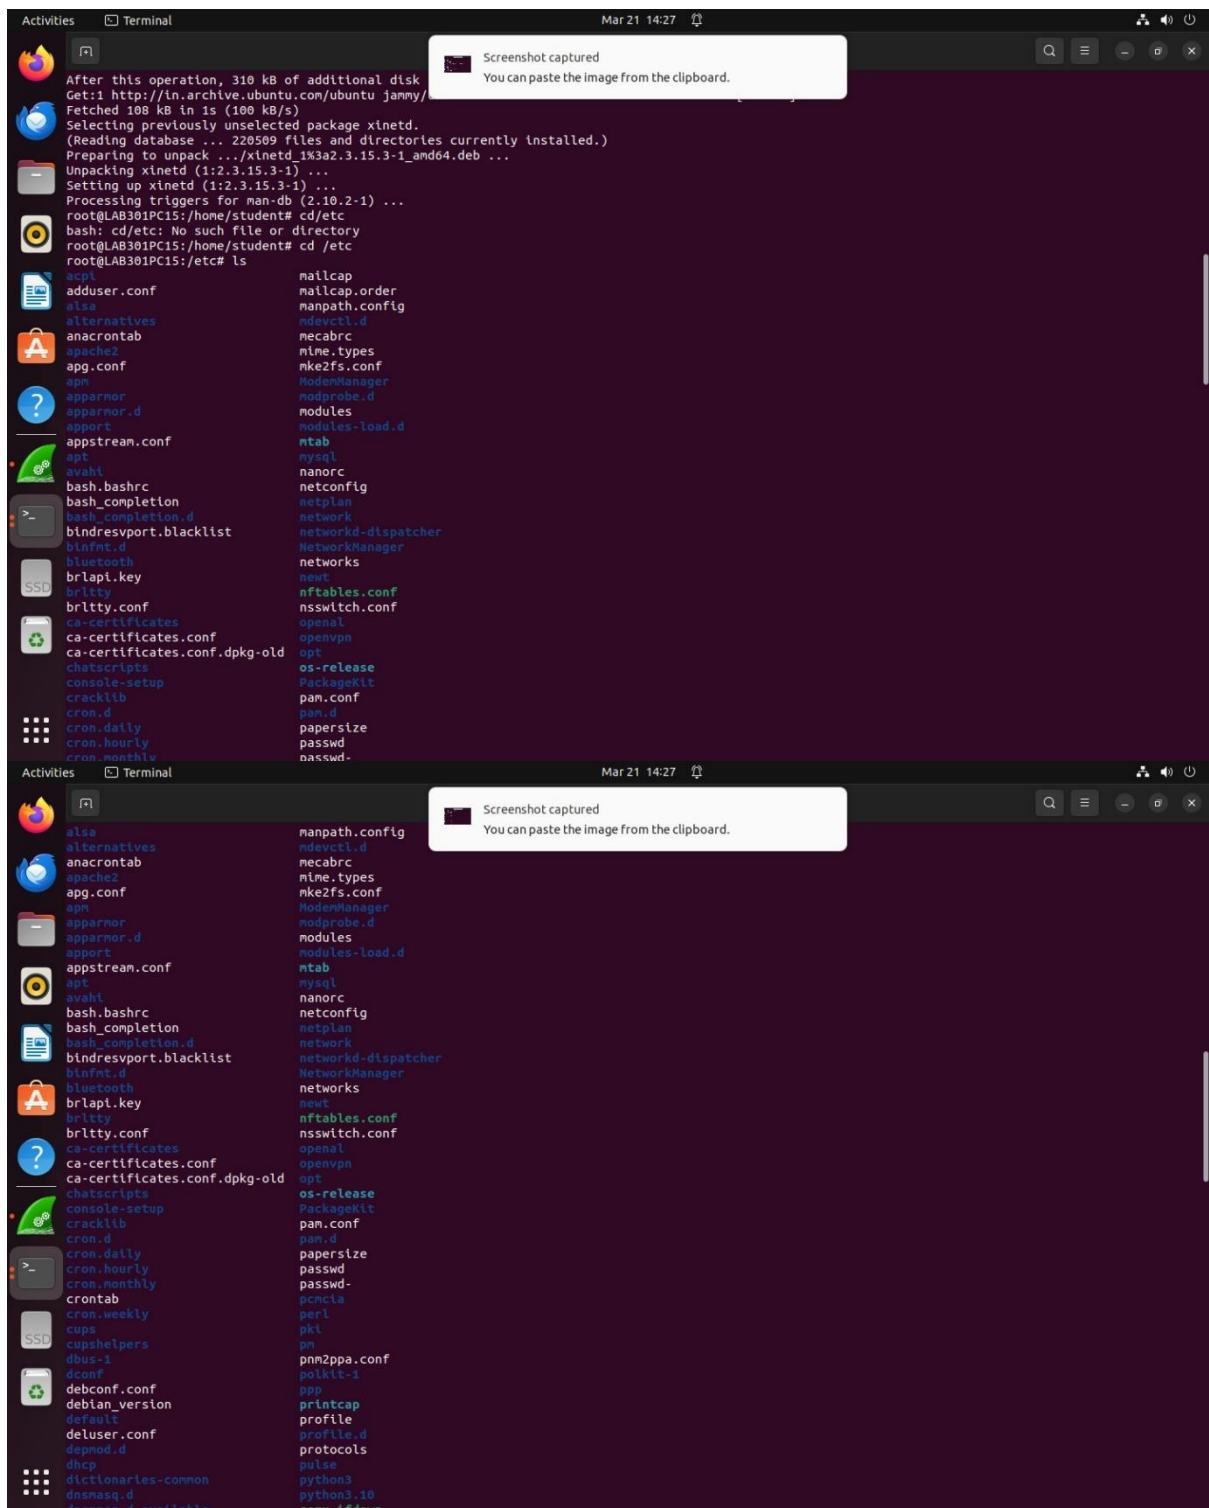 Activities Terminal Mar 21 14:27
Screenshot captured
You can paste the image from the clipboard.
After this operation, 310 kB of additional disk
Get:1 http://in.archive.ubuntu.com/ubuntu jammy/
Fetched 108 kB in 1s (100 kB/s)
Selecting previously unselected package xinetd.
(Reading database ... 220509 files and directories currently installed.)
Preparing to unpack .../xinetd_1%3a2.3.15.3-1_amd64.deb ...
Unpacking xinetd (1:2.3.15.3-1) ...
Setting up xinetd (1:2.3.15.3-1) ...
Processing triggers for man-db (2.10.2-1) ...
root@LAB301PC15:/home/student# cd/etc
bash: cd/etc: No such file or directory
root@LAB301PC15:/home/student# cd /etc
root@LAB301PC15:/etc# ls
acpi mailcap
adduser.conf mailcap.order
alsa manpath.config
alternatives mdevctl.d
anacrontab mecabrc
apache2 mime.types
apg.conf mke2fs.conf
apm ModemManager
apparmor modprobe.d
apparmor.d modules
apport modules-load.d
appstream.conf mtab
apt mysql
avahi nanorc
bash.bashrc netconfig
bash_completion netplan
bash_completion.d network
bindresvport.blacklist networkd-dispatcher
binfmt.d NetworkManager
bluetooth networks
brlapi.key newt
brltty nftables.conf
brltty.conf nsswitch.conf
ca-certificates openal
ca-certificates.conf openvpn
ca-certificates.conf.dpkg-old opt
chatscripts os-release
console-setup PackageKit
cracklib pam.conf
cron.d pam.d
cron.daily papersize
cron.hourly passwd
cron.monthly passwd-
SSD
Activities Terminal Mar 21 14:27
Screenshot captured
You can paste the image from the clipboard.
alsa manpath.config
alternatives mdevctl.d
anacrontab mecabrc
apache2 mime.types
apg.conf mke2fs.conf
apm ModemManager
apparmor modprobe.d
apparmor.d modules
apport modules-load.d
appstream.conf mtab
apt mysql
avahi nanorc
bash.bashrc netconfig
bash_completion netplan
bash_completion.d network
bindresvport.blacklist networkd-dispatcher
binfmt.d NetworkManager
bluetooth networks
brlapi.key newt
brltty nftables.conf
brltty.conf nsswitch.conf
ca-certificates openal
ca-certificates.conf openvpn
ca-certificates.conf.dpkg-old opt
chatscripts os-release
console-setup PackageKit
cracklib pam.conf
cron.d pam.d
cron.daily papersize
cron.hourly passwd
cron.monthly passwd-
crontab pcmcia
cron.weekly perl
cups pki
cupshelpers pm
dbus-1 pnm2ppa.conf
dconf polkit-1
debconf.conf ppp
debian_version printcap
default profile
deluser.conf profile.d
depmod.d protocols
dhcp pulse
dictionaries-common python3
dnsmasq.d python3.10
SSD